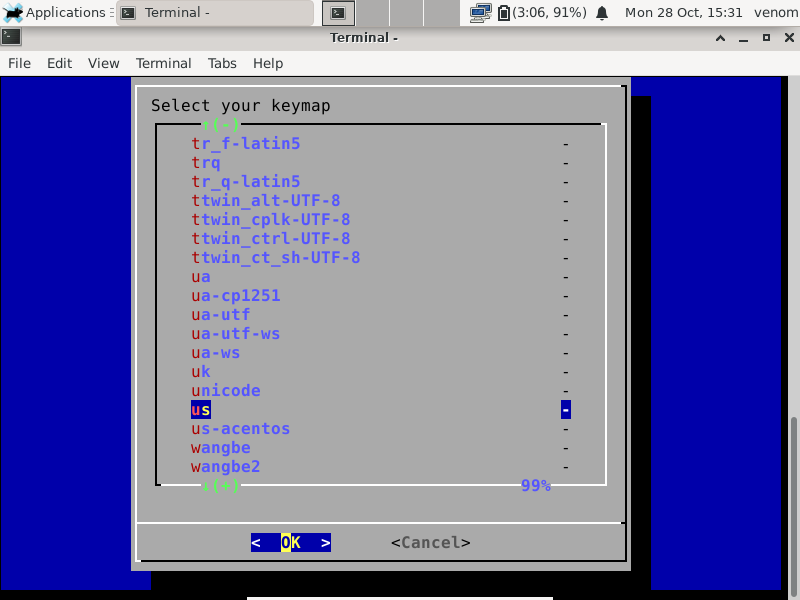 Applications Terminal - (3:06, 91%) Mon 28 Oct, 15:31 venom
Terminal -
File Edit View Terminal Tabs Help
Select your keymap
↑(-)
tr_f-latin5 -
trq -
tr_q-latin5 -
ttwin_alt-UTF-8 -
ttwin_cplk-UTF-8 -
ttwin_ctrl-UTF-8 -
ttwin_ct_sh-UTF-8 -
ua -
ua-cp1251 -
ua-utf -
ua-utf-ws -
ua-ws -
uk -
unicode -
us -
us-acentos -
wangbe -
wangbe2 -
↓(+) 99%
< OK > <Cancel>